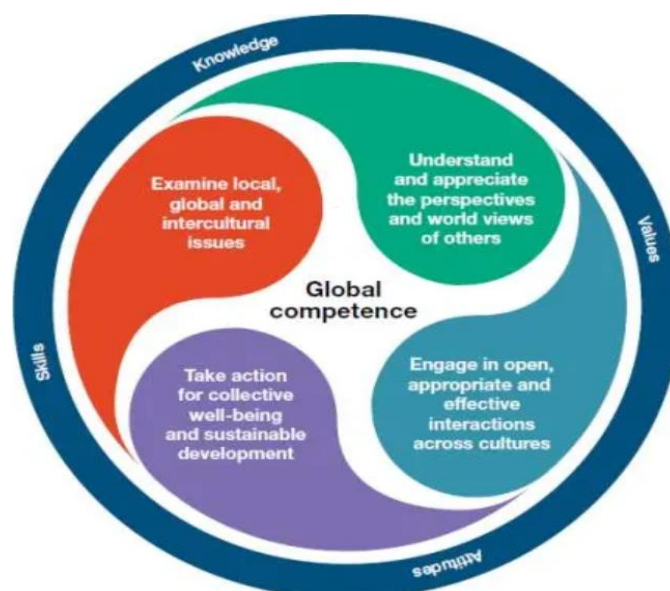 Knowledge
Examine local,
global and
intercultural
issues
Understand
and appreciate
the perspectives
and world views
of others
Values
Global
competence
Skills
Take action
for collective
well-being
and sustainable
development
Engage in open,
appropriate and
effective
interactions
across cultures
Attitudes